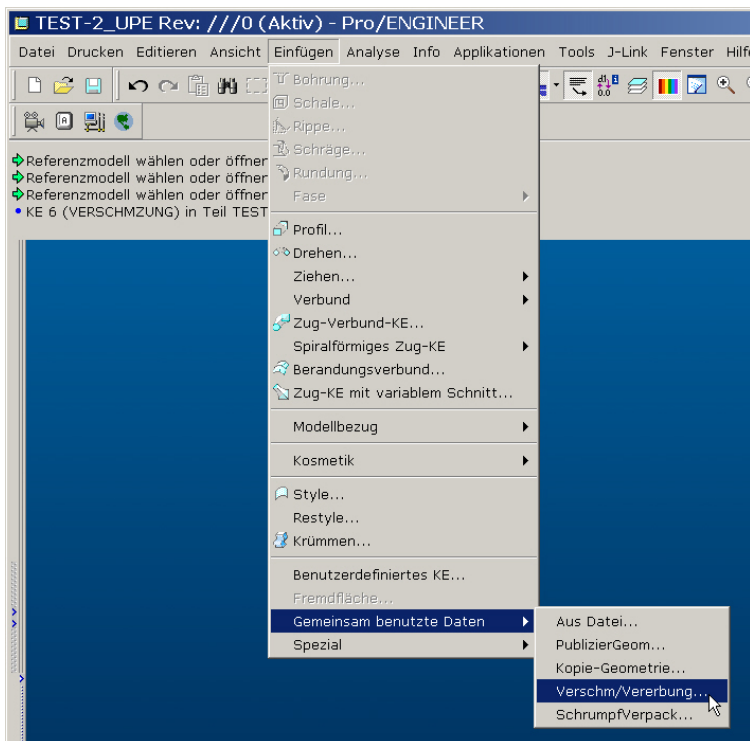 TEST-2_UPE Rev: ///0 (Aktiv) - Pro/ENGINEER
Datei Drucken Editieren Ansicht Einfügen Analyse Info Applikationen Tools J-Link Fenster Hilfe
Referenzmodell wählen oder öffner
Referenzmodell wählen oder öffner
Referenzmodell wählen oder öffner
KE 6 (VERSCHMZUNG) in Teil TEST
Bohrung...
Schale...
Rippe...
Schräge...
Rundung...
Fase
Profil...
Drehen...
Ziehen...
Verbund
Zug-Verbund-KE...
Spiralförmiges Zug-KE
Berandungsverbund...
Zug-KE mit variablem Schnitt...
Modellbezug
Kosmetik
Style...
Restyle...
Krümmen...
Benutzerdefiniertes KE...
Fremdfläche...
Gemeinsam benutzte Daten
Spezial
Aus Datei...
PublizierGeom...
Kopie-Geometrie...
Verschm/Vererbung...
SchrumpfVerpack...